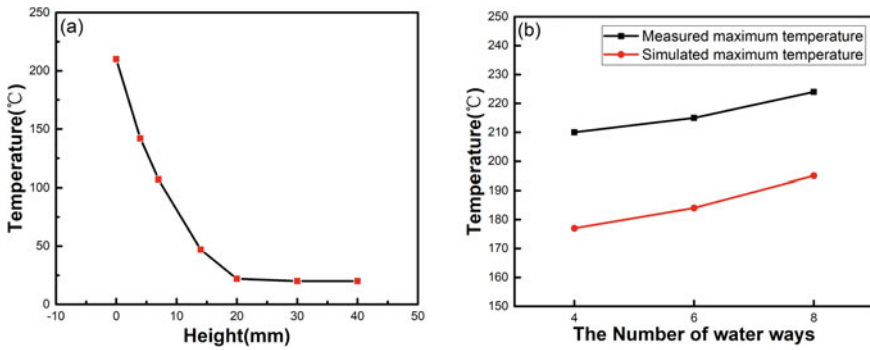 (a)
Temperature(℃)
250
200
150
100
50
0
-10 0 10 20 30 40 50
Height(mm)
(b)
Measured maximum temperature
Simulated maximum temperature
Temperature(℃)
250
240
230
220
210
200
190
180
170
160
150
4 6 8
The Number of water ways